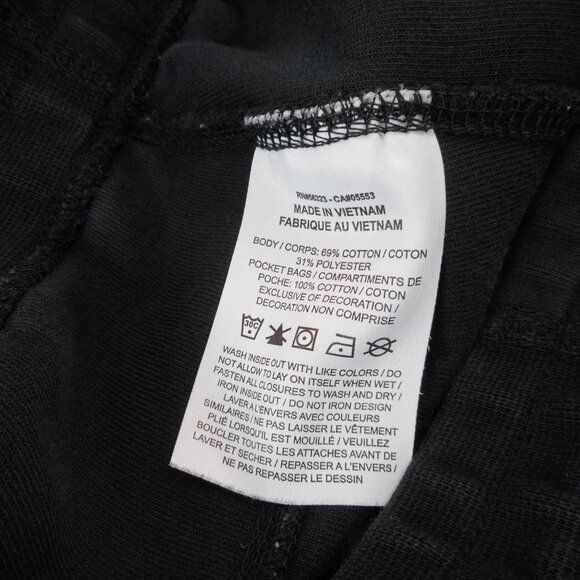 RN#56323 - CA#05553
MADE IN VIETNAM
FABRIQUE AU VIETNAM
BODY / CORPS: 69% COTTON / COTON
31% POLYESTER
POCKET BAGS / COMPARTIMENTS DE
POCHE: 100% COTTON / COTON
EXCLUSIVE OF DECORATION /
DECORATION NON COMPRISE
30C
WASH INSIDE OUT WITH LIKE COLORS / DO
NOT ALLOW TO LAY ON ITSELF WHEN WET /
FASTEN ALL CLOSURES TO WASH AND DRY /
IRON INSIDE OUT / DO NOT IRON DESIGN
LAVER À L'ENVERS AVEC COULEURS
SIMILAIRES / NE PAS LAISSER LE VÊTEMENT
PLIÉ LORSQU'IL EST MOUILLÉ / VEUILLEZ
BOUCLER TOUTES LES ATTACHES AVANT DE
LAVER ET SECHER / REPASSER À L'ENVERS /
NE PAS REPASSER LE DESSIN